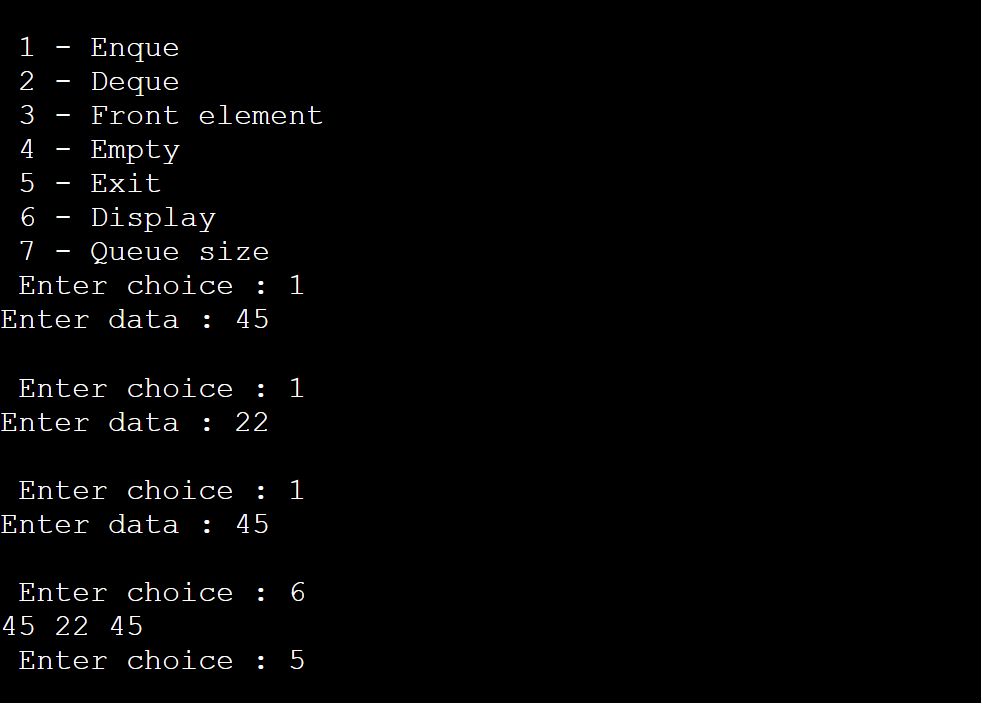 1 - Enque
2 - Deque
3 - Front element
4 - Empty
5 - Exit
6 - Display
7 - Queue size
Enter choice : 1
Enter data : 45
Enter choice : 1
Enter data : 22
Enter choice : 1
Enter data : 45
Enter choice : 6
45 22 45
Enter choice : 5